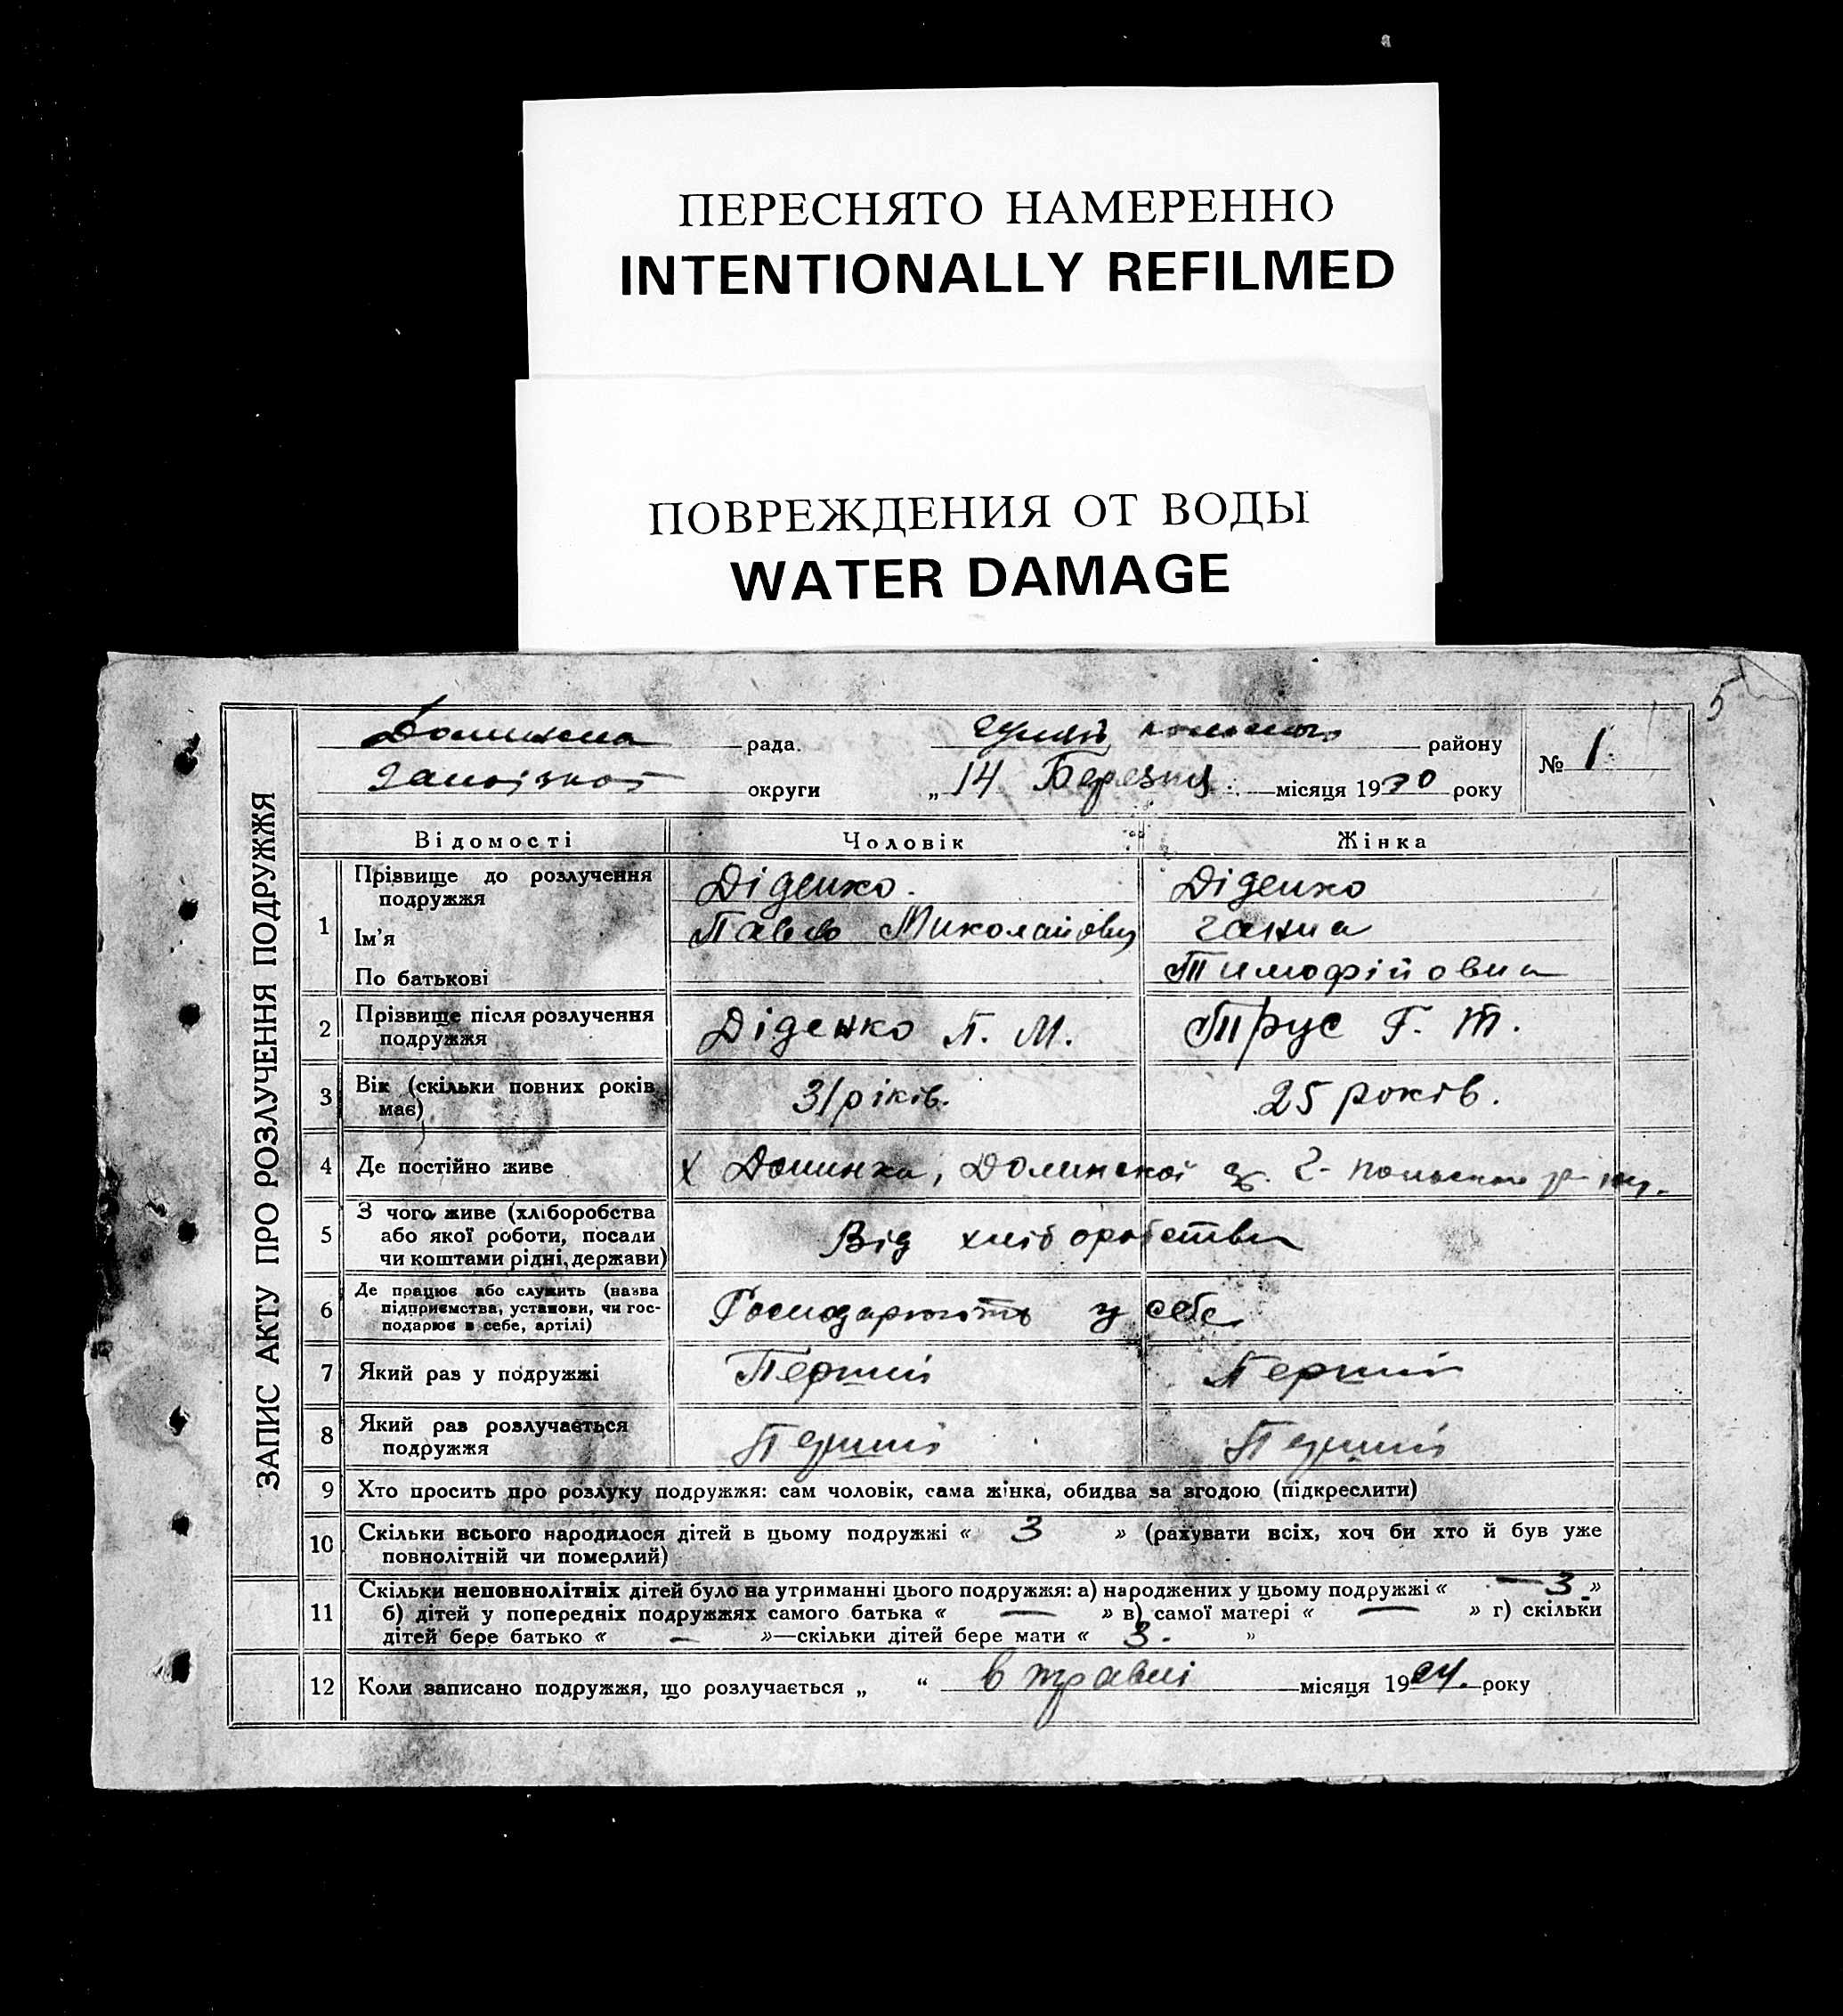 ПЕРЕСНЯТО НАМЕРЕННО
INTENTIONALLY REFILMED
ПОВРЕЖДЕНИЯ ОТ ВОДЫ
WATER DAMAGE
5
ЗАПИС АКТУ ПРО РОЗЛУЧЕННЯ ПОДРУЖЖЯ
рада району № 1
округи „ 14 Березня місяця 1930 року
Відомості Чоловік Жінка
1 Прізвище до розлучення подружжя Діденко. Діденко
Ім'я Павло Миколайович Ганна
По батькові Тимофійовна
2 Прізвище після розлучення Діденко П. М. Трус Г. Т.
подружжя
3 Вік (скільки повних років 31 рік��в. 25 років.
має)
4 Де постійно живе х Долинка, Долинской
5 З чого живе (хліборобства
або якої роботи, посади Від хліборобства
чи коштами рідні, держави)
6 Де працює або служить (назва
підприємства, установи, чи гос- Господарюють у себе
подарює в себе, артілі)
7 Який раз у подружжі Перший Перший
8 Який раз розлучається Перший Перший
подружжя
9 Хто просить про розлуку подружжя: сам чоловік, сама жінка, обидва за згодою (підкреслити)
10 Скільки всього народилося дітей в цьому подружжі « 3 » (рахувати всіх, хоч би хто й був уже
повнолітній чи померлий)
11 Скільки неповнолітніх дітей було на утриманні цього подружжя: а) народжених у цьому подружжі « — 3 »
б) дітей у попередніх подружжях самого батька « — » в) самої матері « — » г) скільки
дітей бере батько « — »—скільки дітей бере мати « 3. »
12 Коли записано подружжя, що розлучається „ “ в травні місяця 1924. року